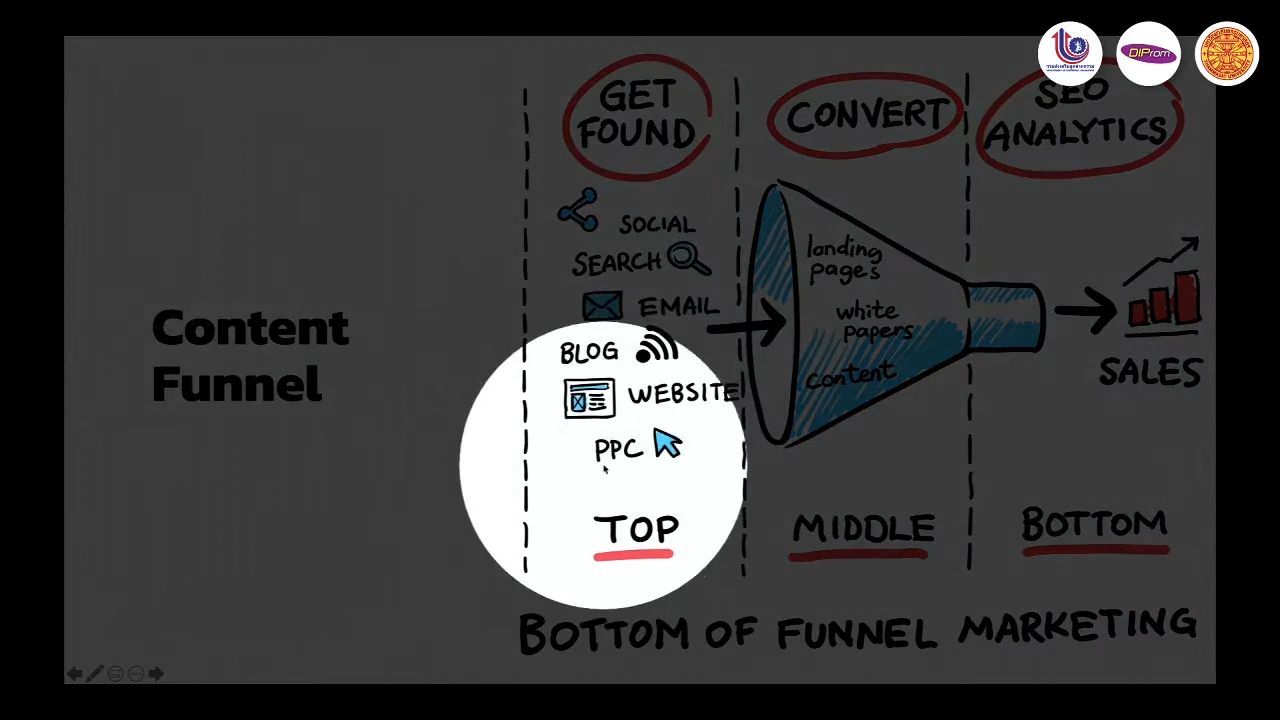 Content
Funnel
GET
FOUND
SOCIAL
SEARCH
EMAIL
BLOG
WEBSITE
PPC
TOP
CONVERT
landing
pages
white
papers
content
MIDDLE
SEO
ANALYTICS
SALES
BOTTOM
BOTTOM OF FUNNEL MARKETING
DIProm